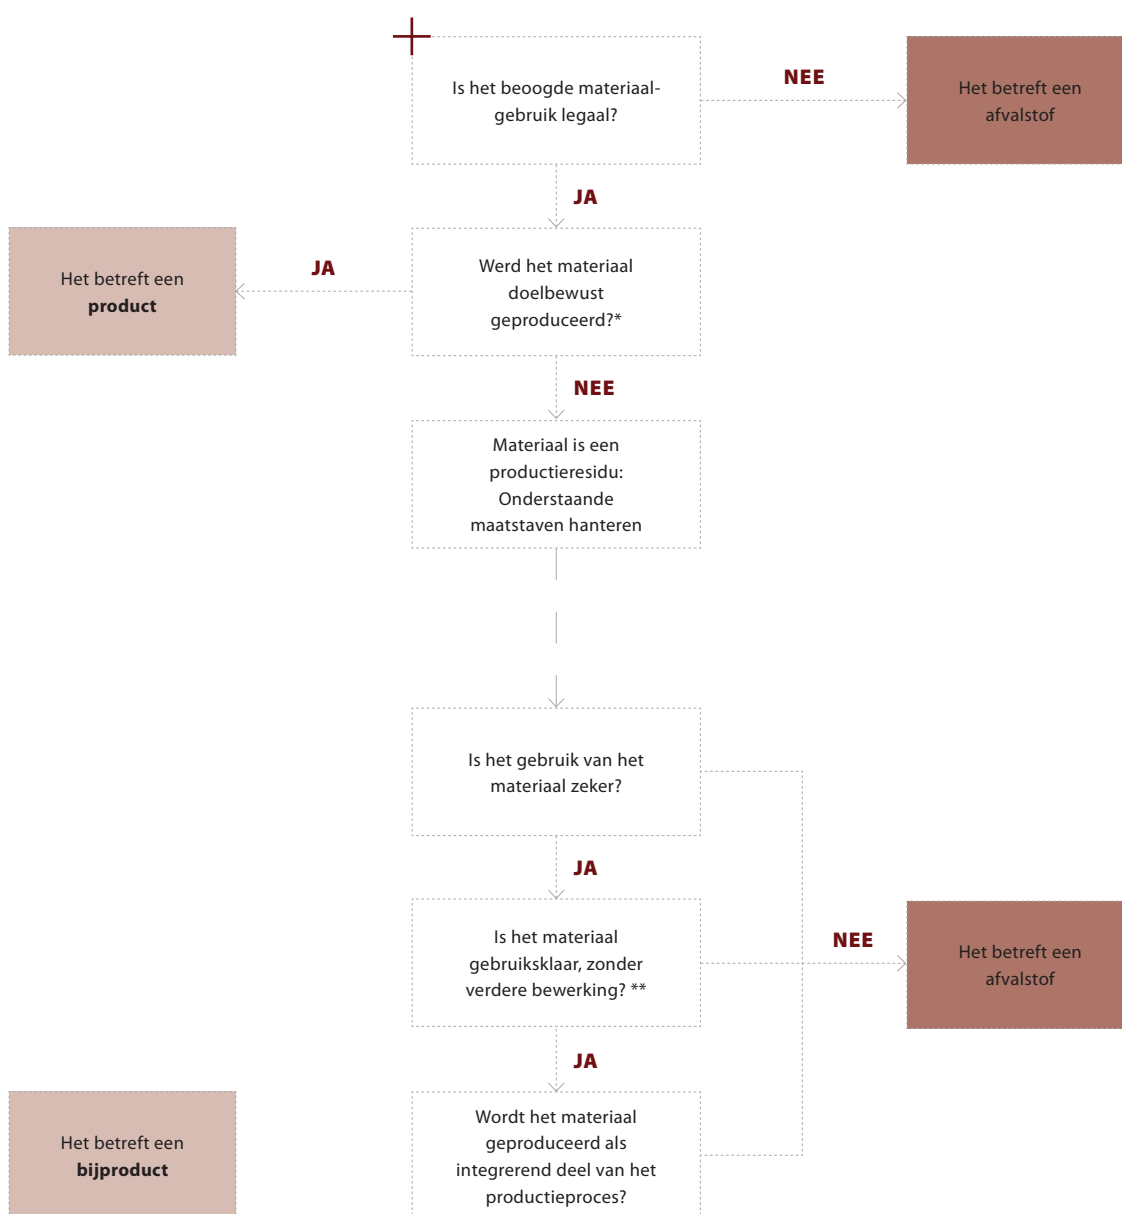 Is het beoogde materiaal-
gebruik legaal?
NEE
Het betreft een
afvalstof
JA
Werd het materiaal
doelbewust
geproduceerd?*
JA
Het betreft een
product
NEE
Materiaal is een
productieresidu:
Onderstaande
maatstaven hanteren
Is het gebruik van het
materiaal zeker?
JA
Is het materiaal
gebruiksklaar, zonder
verdere bewerking? **
NEE
Het betreft een
afvalstof
JA
Wordt het materiaal
geproduceerd als
integrerend deel van het
productieproces?
Het betreft een
bijproduct